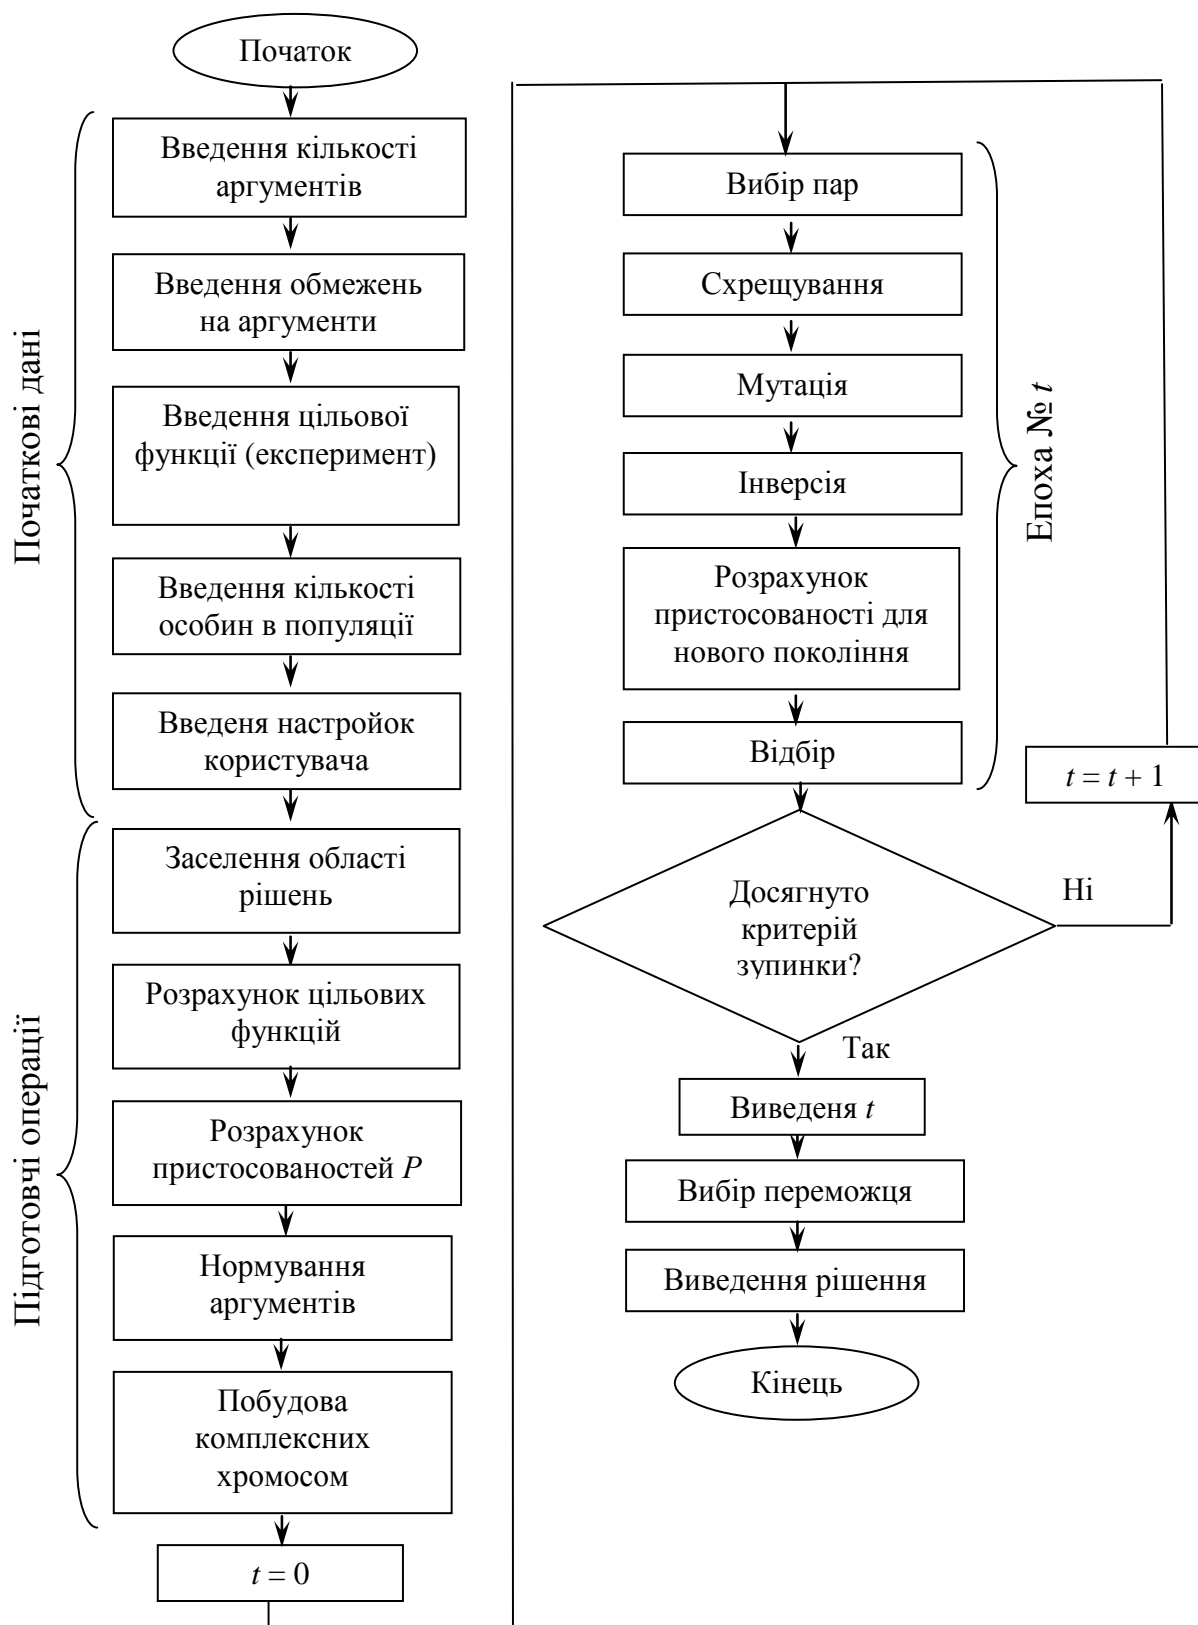 Початок
Початкові дані
Введення кількості
аргументів
Введення обмежень
на аргументи
Введення цільової
функції (експеримент)
Введення кількості
особин в популяції
Введеня настройок
користувача
Підготовчі операції
Заселення області
рішень
Розрахунок цільових
функцій
Розрахунок
пристосованостей P
Нормування
аргументів
Побудова
комплексних
хромосом
t = 0
Вибір пар
Схрещування
Мутація
Інверсія
Розрахунок
пристосованості для
нового покоління
Відбір
Епоха № t
t = t + 1
Досягнуто
критерій
зупинки?
Ні
Так
Виведеня t
Вибір переможця
Виведення рішення
Кінець